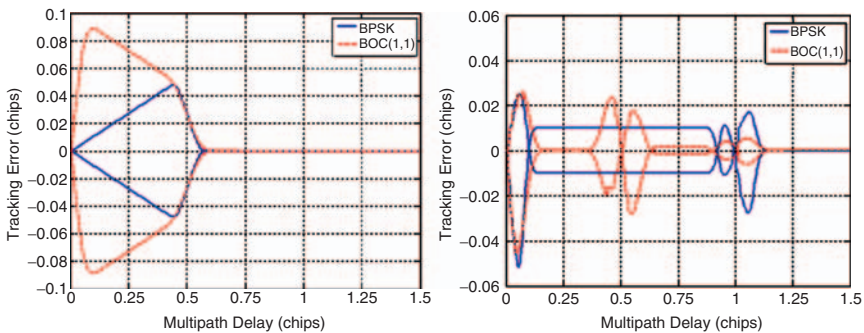 0.1
0.08
0.06
0.04
0.02
0
−0.02
−0.04
−0.06
−0.08
−0.1
Tracking Error (chips)
BPSK
BOC(1,1)
0 0.25 0.5 0.75 1 1.25 1.5
Multipath Delay (chips)
0.06
0.04
0.02
0
−0.02
−0.04
−0.06
Tracking Error (chips)
BPSK
BOC(1,1)
0 0.25 0.5 0.75 1 1.25 1.5
Multipath Delay (chips)